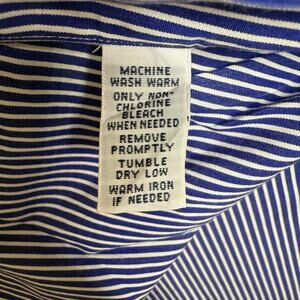 MACHINE
WASH WARM
ONLY NON-
CHLORINE
BLEACH
WHEN NEEDED
REMOVE
PROMPTLY
TUMBLE
DRY LOW
WARM IRON
IF NEEDED